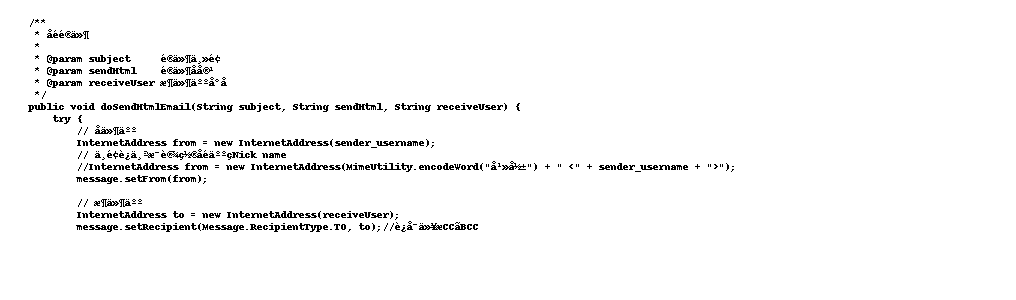 /**
 * åéé®ä»¶
 *
 * @param subject     é®ä»¶ä¸»é¢
 * @param sendHtml    é®ä»¶åå®¹
 * @param receiveUser æ¶ä»¶äººå°å
 */
public void doSendHtmlEmail(String subject, String sendHtml, String receiveUser) {
    try {
        // åä»¶äºº
        InternetAddress from = new InternetAddress(sender_username);
        // ä¸é¢è¿ä¸ªæ¯è®¾ç½®åéäººçNick name
        //InternetAddress from = new InternetAddress(MimeUtility.encodeWord("å¹»å½±") + " <" + sender_username + ">");
        message.setFrom(from);

        // æ¶ä»¶äºº
        InternetAddress to = new InternetAddress(receiveUser);
        message.setRecipient(Message.RecipientType.TO, to);//è¿å¯ä»¥æCCãBCC